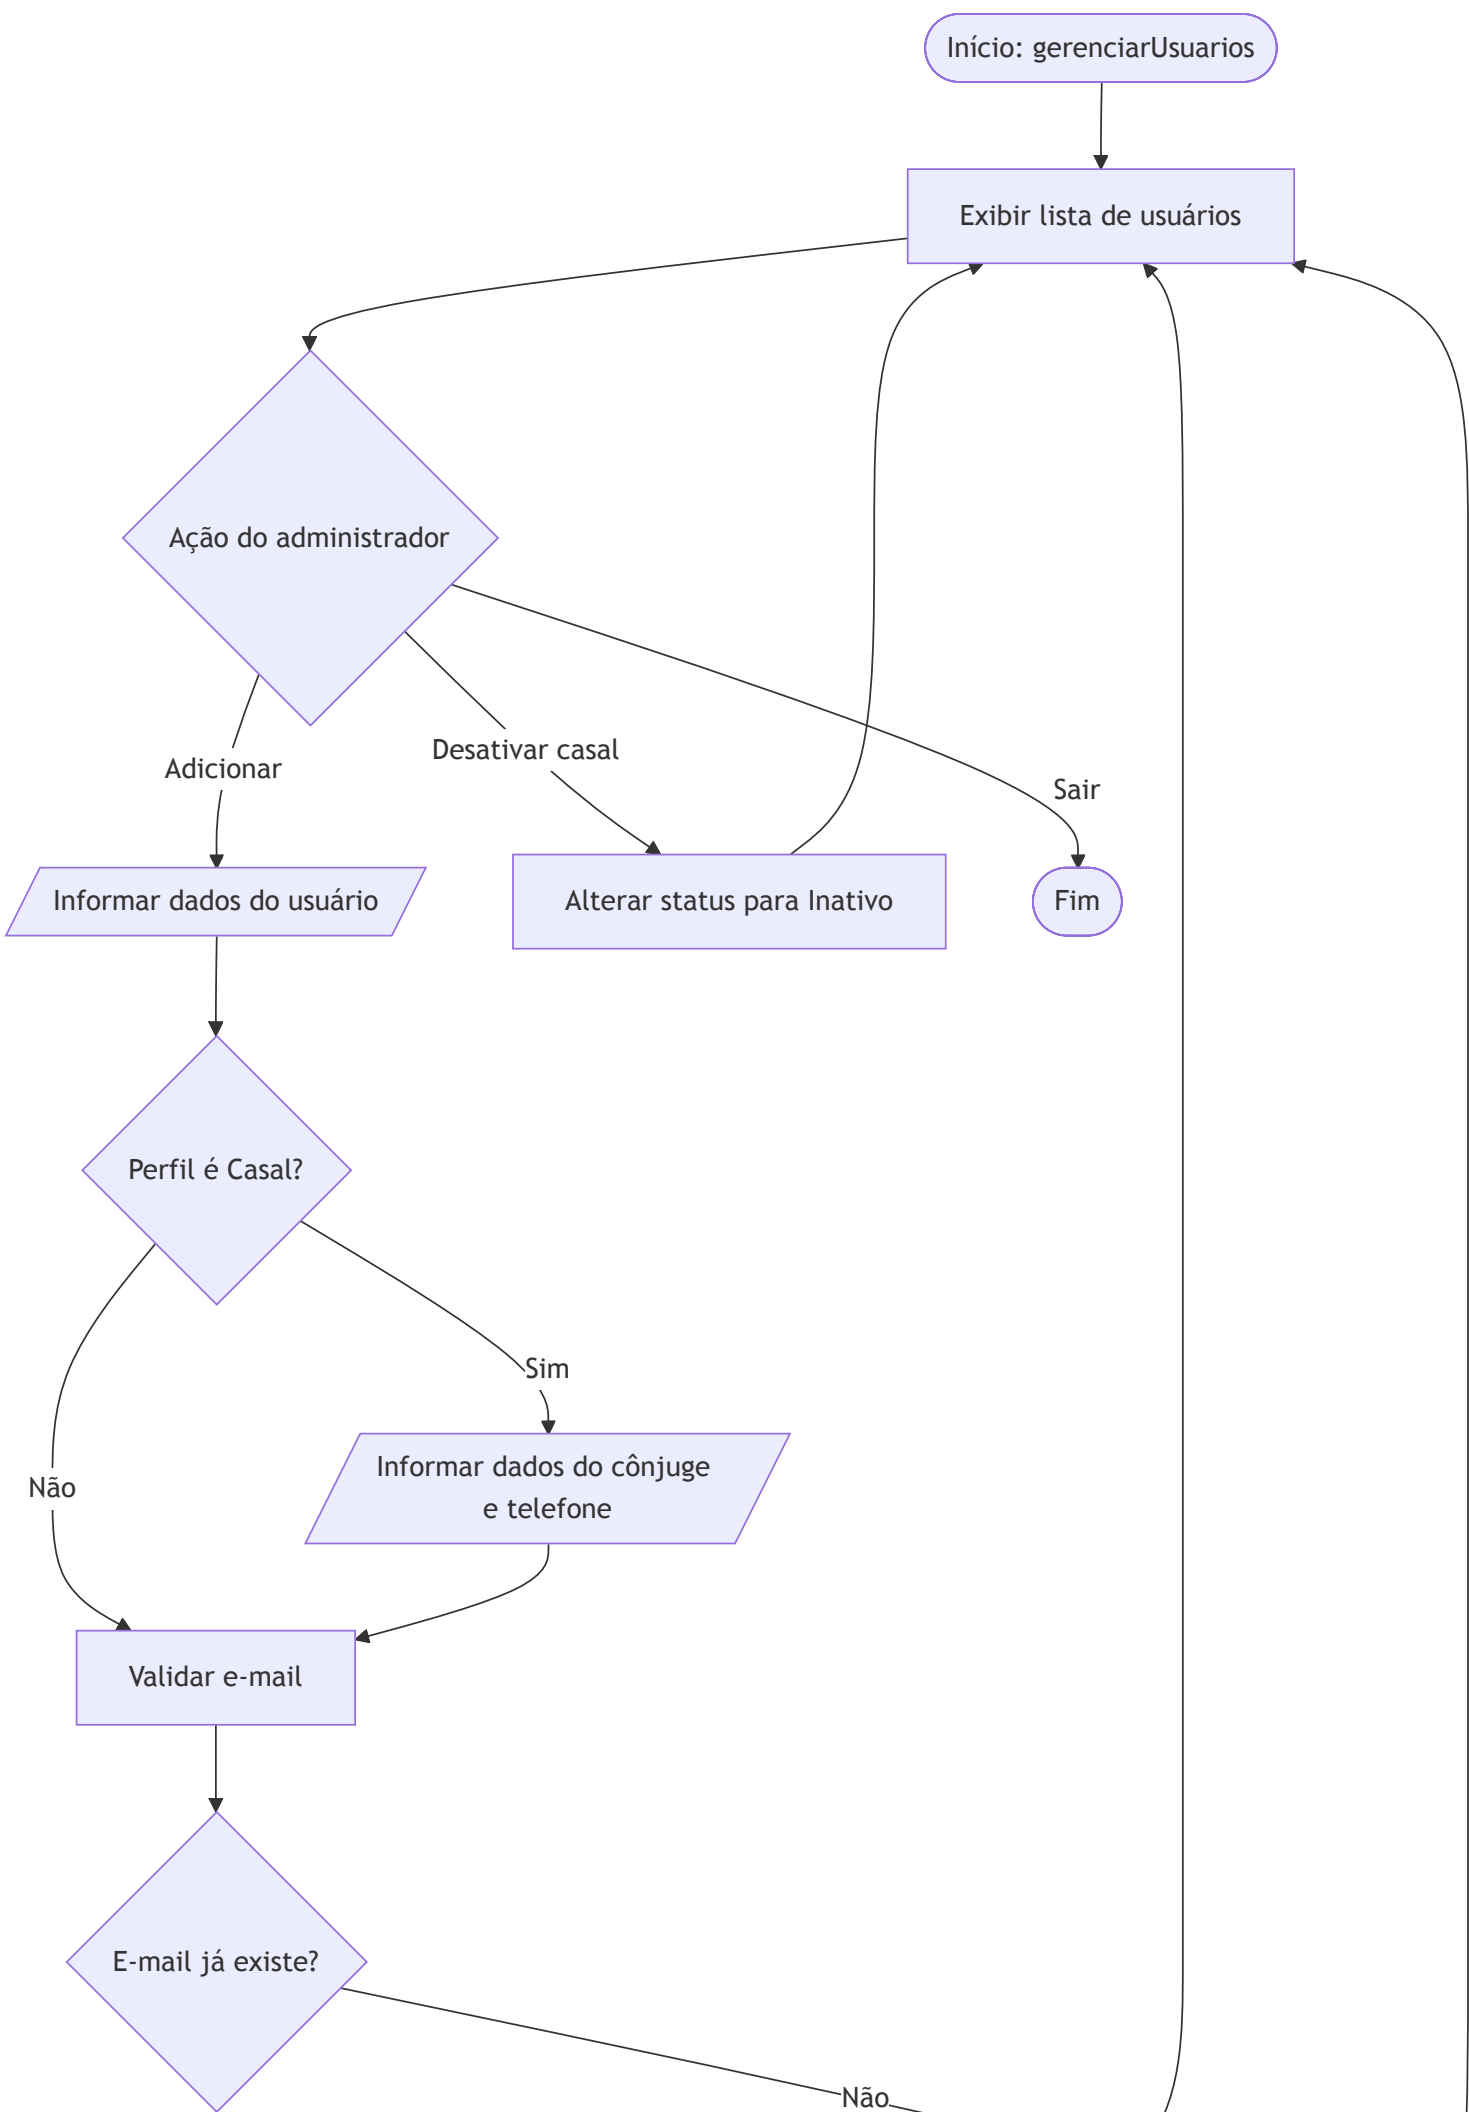 Início: gerenciarUsuarios
Exibir lista de usuários
Ação do administrador
Adicionar
Desativar casal
Sair
Informar dados do usuário
Alterar status para Inativo
Fim
Perfil é Casal?
Sim
Não
Informar dados do cônjuge
e telefone
Validar e-mail
E-mail já existe?
Não